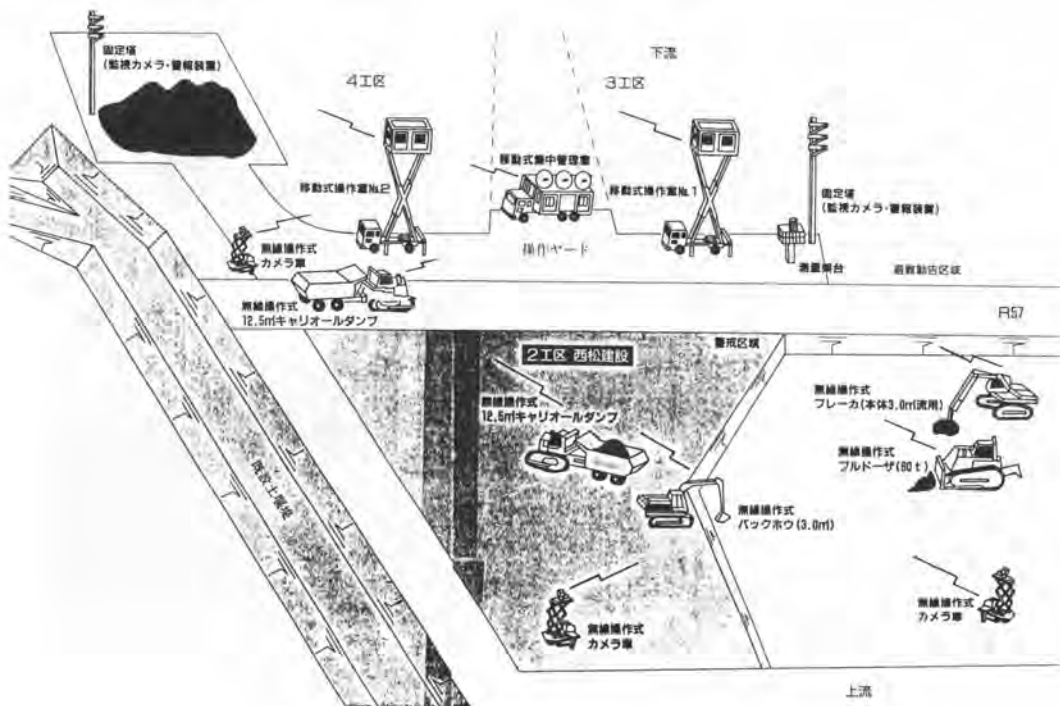 固定塔
(監視カメラ・警報装置)
4工区
下流
3工区
移動式集中管理室
移動式操作室№2
移動式操作室№1
固定塔
(監視カメラ・警報装置)
無線操作式
カメラ車
操作ヤード
測量架台
避難勧告区域
無線操作式
12.5㎥キャリオールダンプ
R57
2工区 西松建設
警戒区域
無線操作式
12.5㎥キャリオールダンプ
無線操作式
ブレーカ(本体3.0㎥流用)
無線操作式
ブルドーザ(80t)
既設土堰堤
無線操作式
バックホウ(3.0㎥)
無線操作式
カメラ車
無線操作式
カメラ車
上流